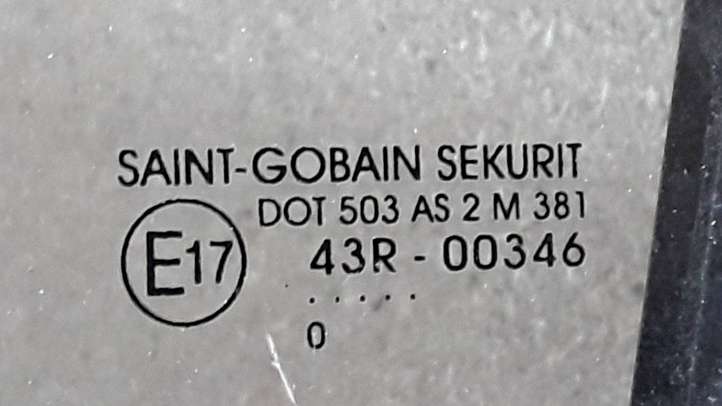 SAINT-GOBAIN SEKURIT
DOT 503 AS 2 M 381
E17
43R - 00346
.....
0